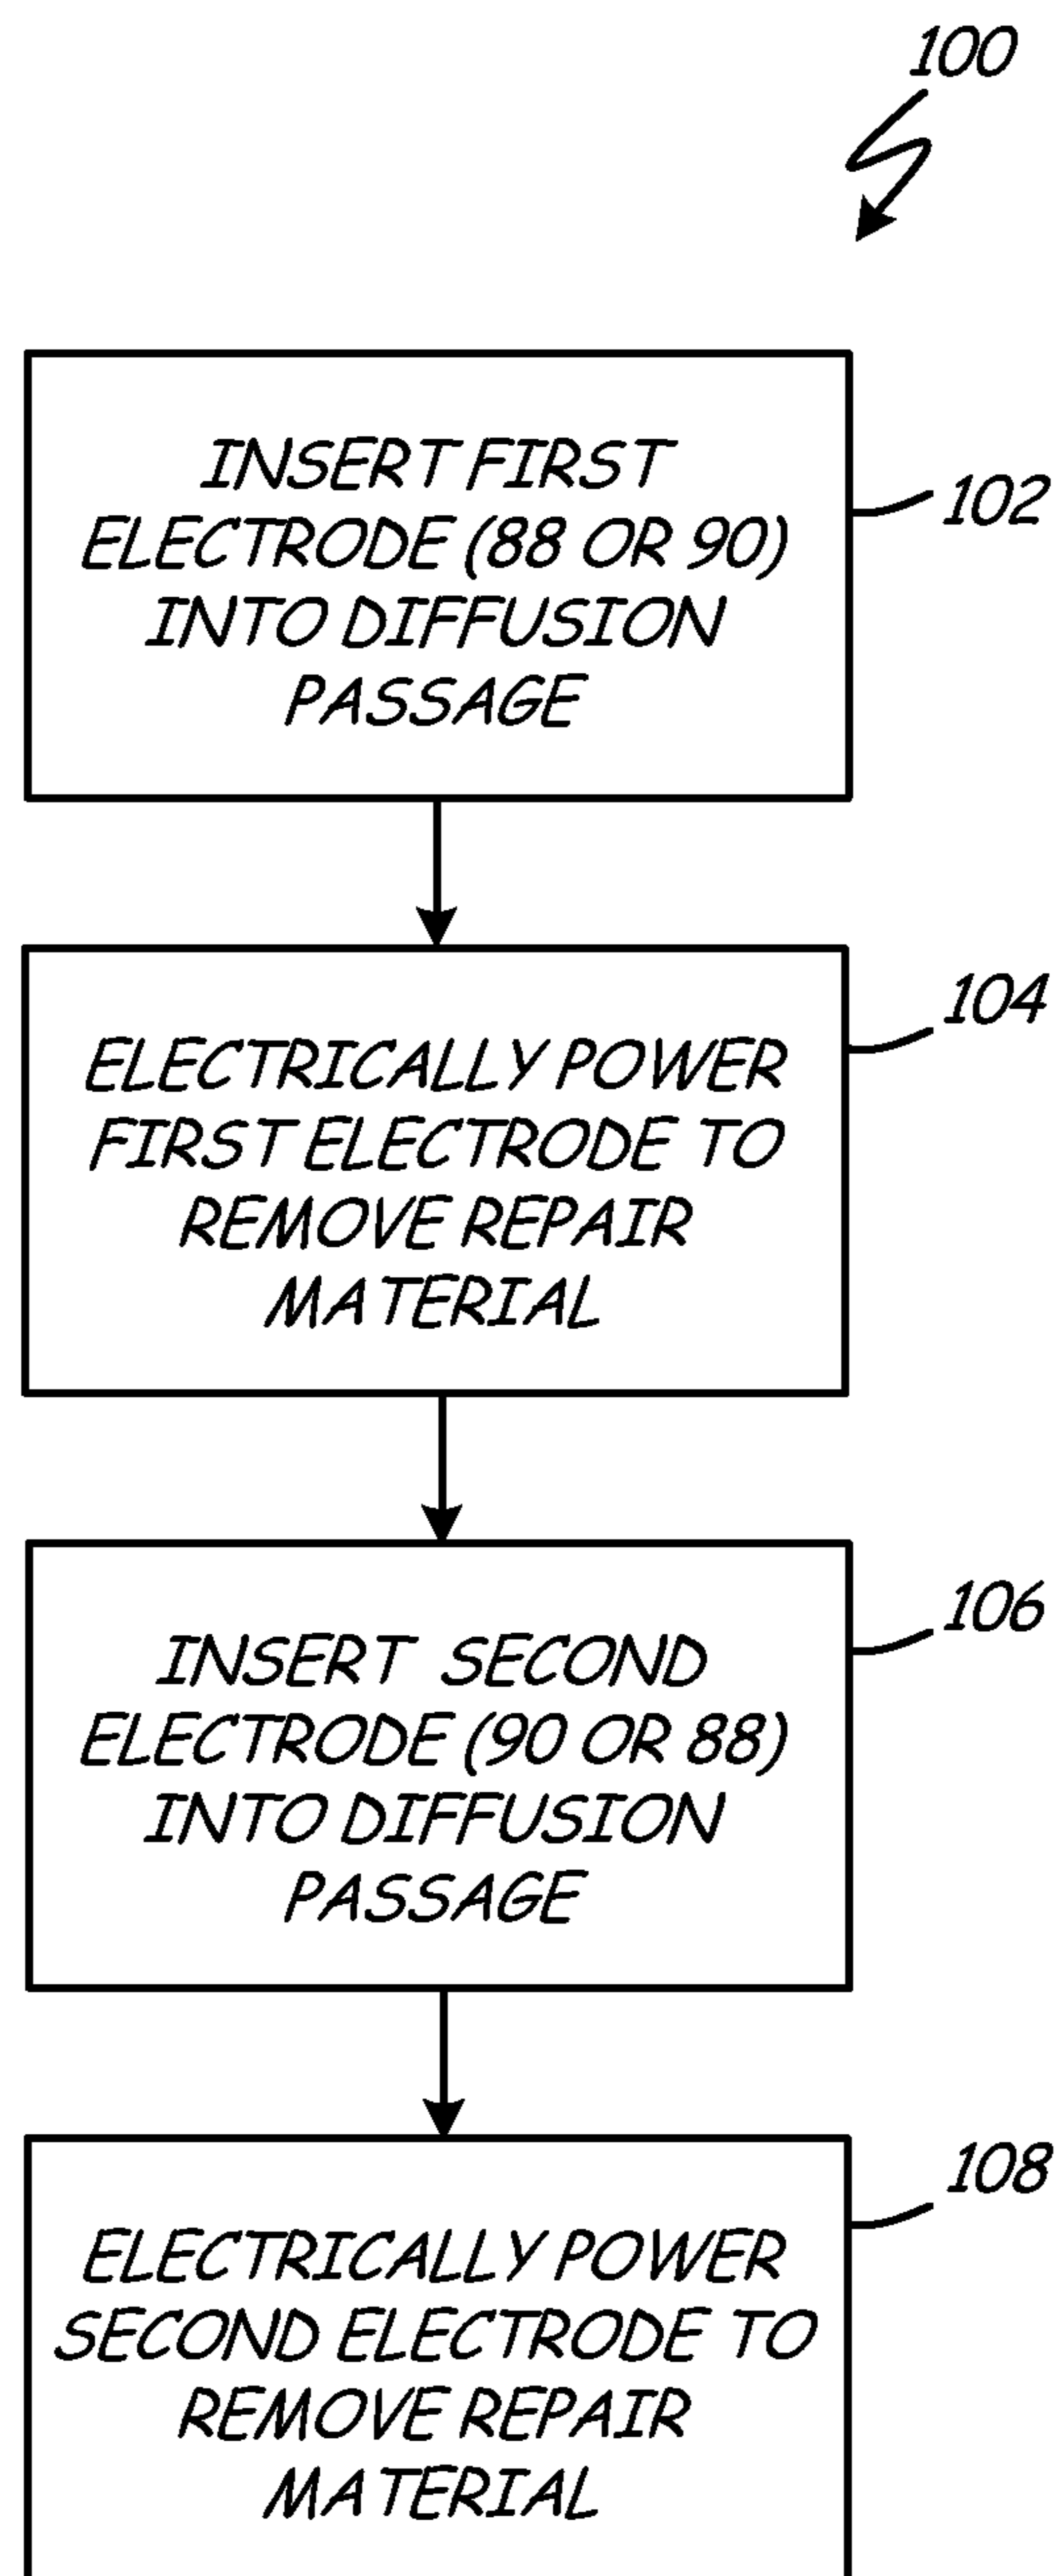 100
INSERT FIRST
ELECTRODE (88 OR 90)
INTO DIFFUSION
PASSAGE
102
ELECTRICALLY POWER
FIRST ELECTRODE TO
REMOVE REPAIR
MATERIAL
104
INSERT SECOND
ELECTRODE (90 OR 88)
INTO DIFFUSION
PASSAGE
106
ELECTRICALLY POWER
SECOND ELECTRODE TO
REMOVE REPAIR
MATERIAL
108